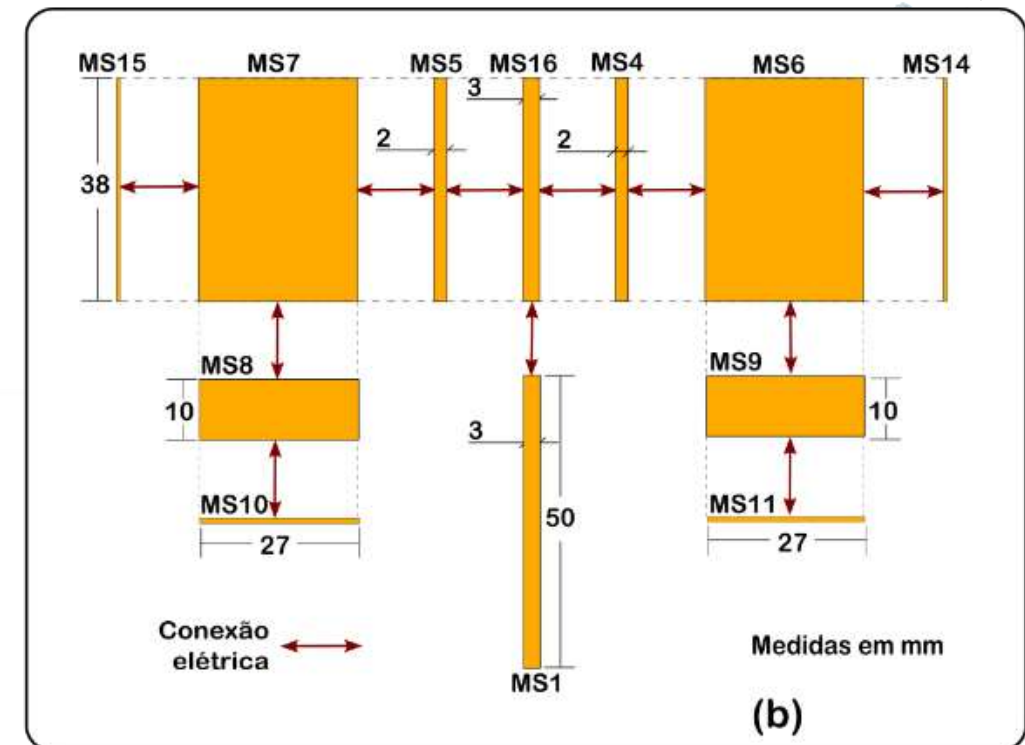 MS15 MS7 MS5 MS16 MS4 MS6 MS14
3
2 2
38
MS8 MS9
10 10
3
MS10 MS11
50
27 27
Conexão
elétrica
Medidas em mm
MS1
(b)